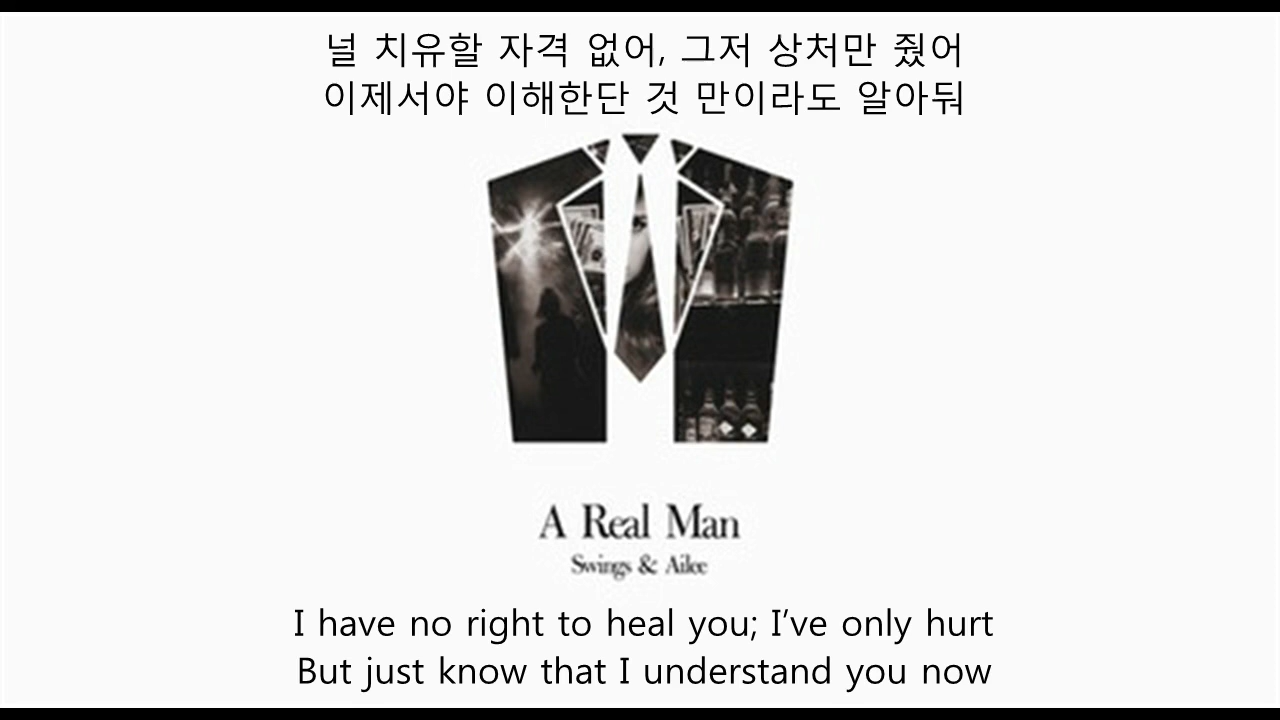 널 치유할 자격 없어, 그저 상처만 줬어
이제서야 이해한단 것 만이라도 알아둬
A Real Man
Swings & Ailee
I have no right to heal you; I’ve only hurt
But just know that I understand you now